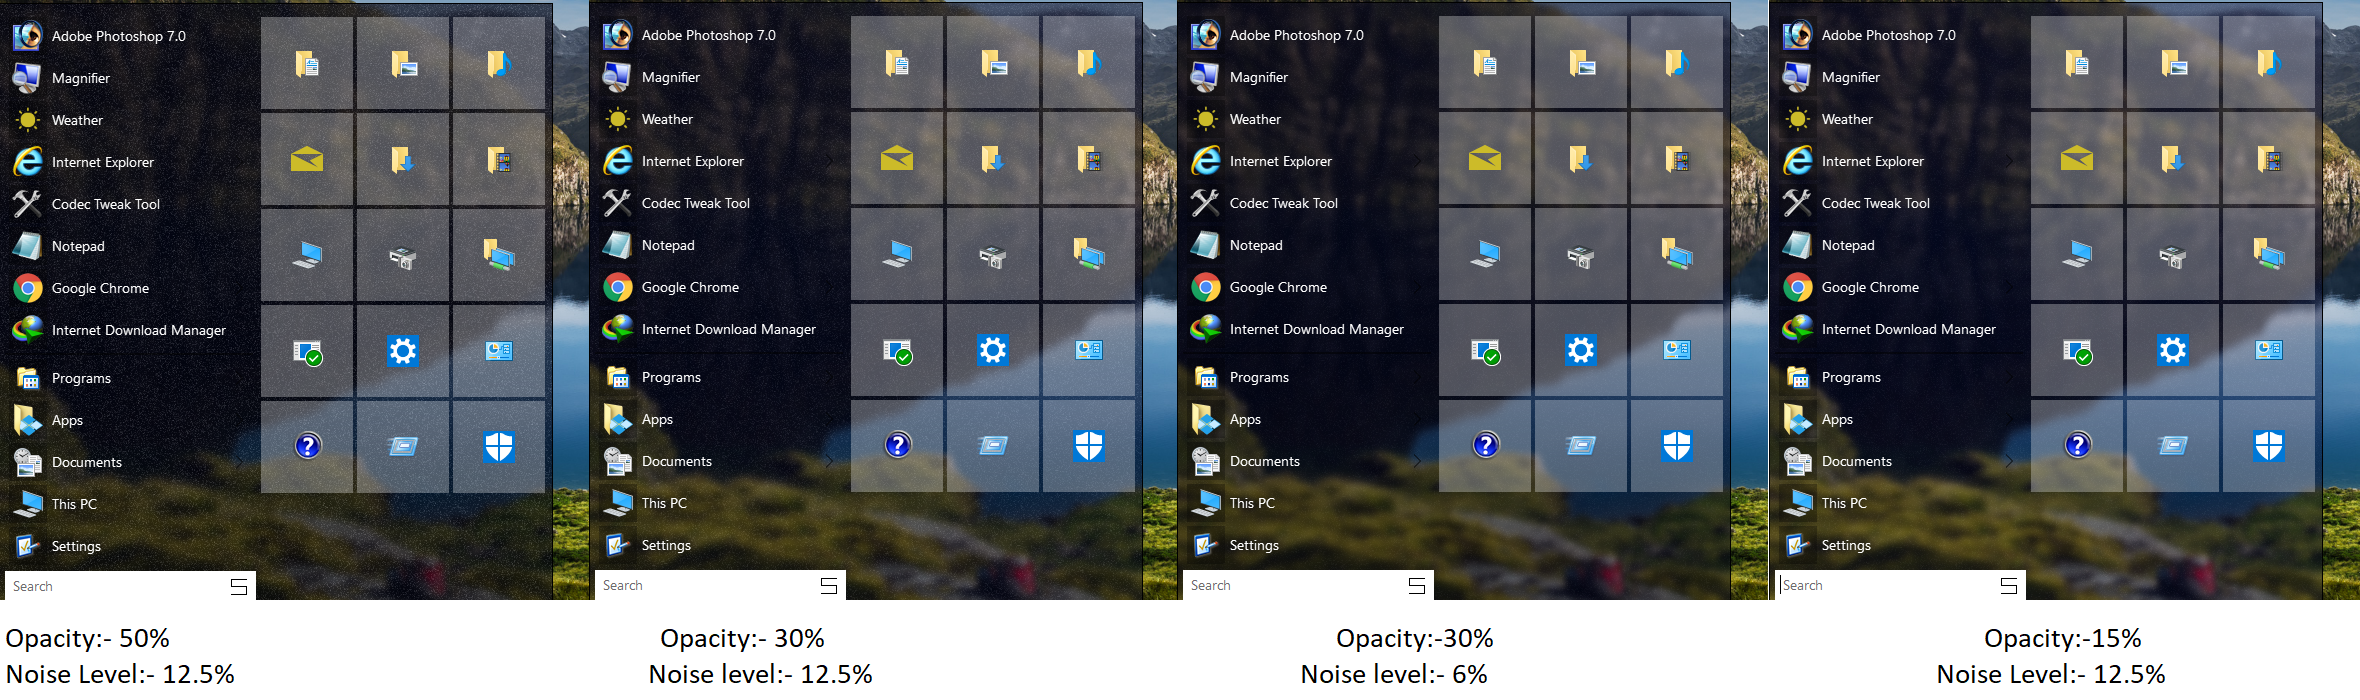 Adobe Photoshop 7.0
Magnifier
Weather
Internet Explorer
Codec Tweak Tool
Notepad
Google Chrome
Internet Download Manager
Programs
Apps
Documents
This PC
Settings
Search
Opacity:- 50%
Noise Level:- 12.5%
Adobe Photoshop 7.0
Magnifier
Weather
Internet Explorer
Codec Tweak Tool
Notepad
Google Chrome
Internet Download Manager
Programs
Apps
Documents
This PC
Settings
Search
Opacity:- 30%
Noise level:- 12.5%
Adobe Photoshop 7.0
Magnifier
Weather
Internet Explorer
Codec Tweak Tool
Notepad
Google Chrome
Internet Download Manager
Programs
Apps
Documents
This PC
Settings
Search
Opacity:-30%
Noise level:- 6%
Adobe Photoshop 7.0
Magnifier
Weather
Internet Explorer
Codec Tweak Tool
Notepad
Google Chrome
Internet Download Manager
Programs
Apps
Documents
This PC
Settings
Search
Opacity:-15%
Noise Level:- 12.5%